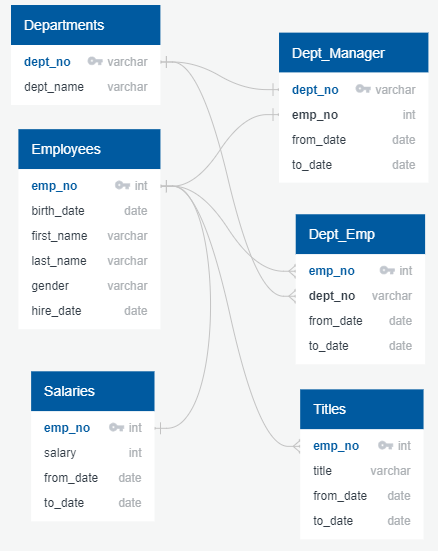 Departments
dept_no varchar
dept_name varchar
Employees
emp_no int
birth_date date
first_name varchar
last_name varchar
gender varchar
hire_date date
Salaries
emp_no int
salary int
from_date date
to_date date
Dept_Manager
dept_no varchar
emp_no int
from_date date
to_date date
Dept_Emp
emp_no int
dept_no varchar
from_date date
to_date date
Titles
emp_no int
title varchar
from_date date
to_date date